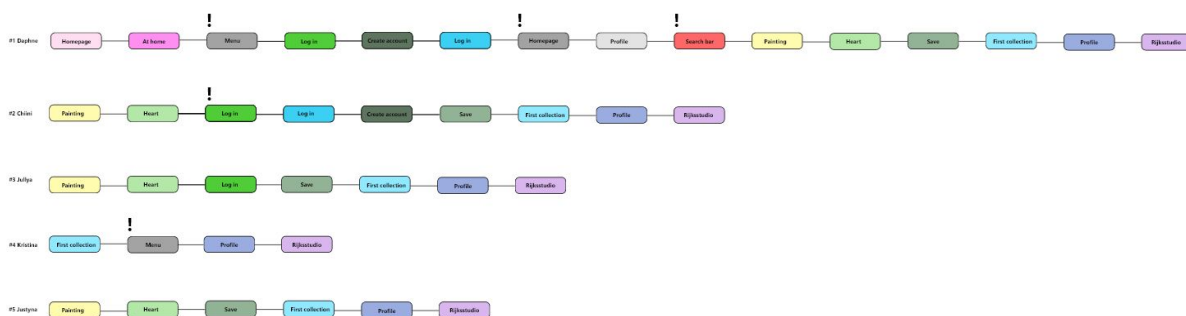 ! ! !
#1 Daphne Homepage At home Menu Log in Create account Log in Homepage Profile Search bar Painting Heart Save First collection Profile Rijksstudio
!
#2 Chiini Painting Heart Log in Log in Create account Save First collection Profile Rijksstudio
#3 Jullya Painting Heart Log in Save First collection Profile Rijksstudio
!
#4 Kristina First collection Menu Profile Rijksstudio
#5 Justyna Painting Heart Save First collection Profile Rijksstudio